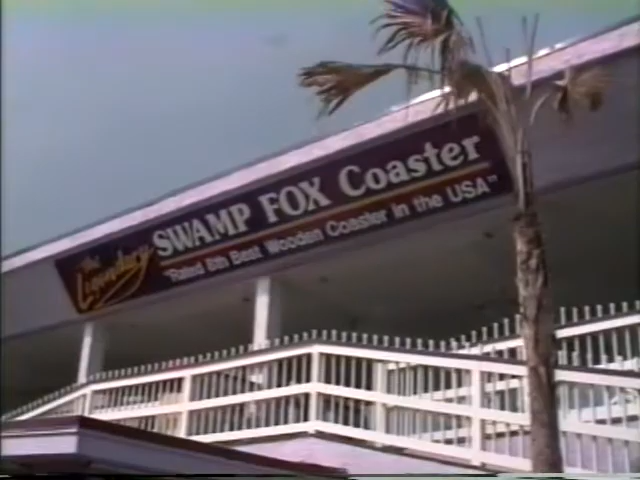 the Legendary
SWAMP FOX Coaster
"Rated 8th Best Wooden Coaster in the USA"